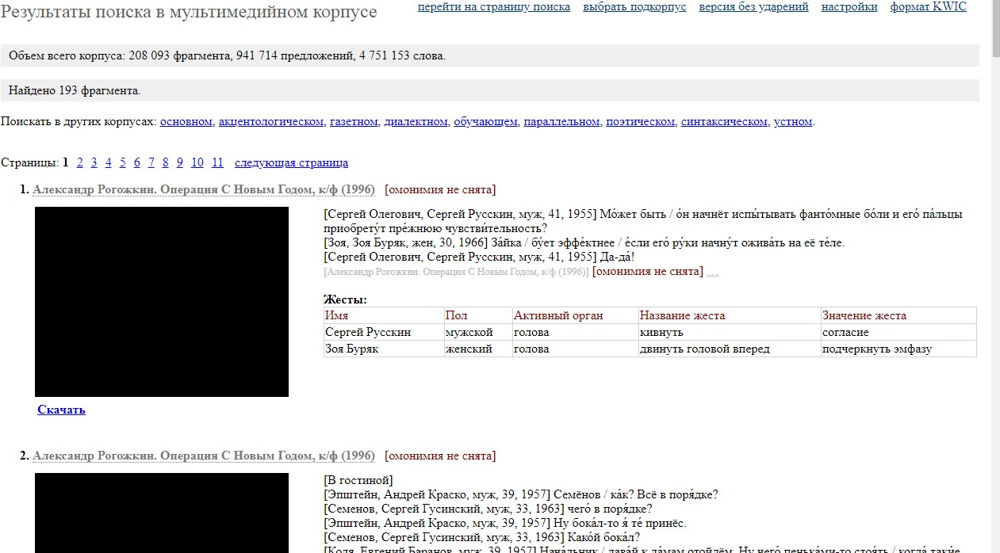 Результаты поиска в мультимедийном корпусе
перейти на страницу поиска выбрать подкорпус версия без ударений настройки формат KWIC
Объем всего корпуса: 208 093 фрагмента, 941 714 предложений, 4 751 153 слова.
Найдено 193 фрагмента.
Поискать в других корпусах: основном, акцентологическом, газетном, диалектном, обучающем, параллельном, поэтическом, синтаксическом, устном.
Страницы: 1 2 3 4 5 6 7 8 9 10 11 следующая страница
1. Александр Рогожкин. Операция С Новым Годом, к/ф (1996) [омонимия не снята]
[Сергей Олегович, Сергей Русскин, муж, 41, 1955] Мо́жет быть / о́н начнёт испы́тывать фанто́мные бо́ли и его́ па́льцы
приобрету́т пре́жнюю чувстви́тельность?
[Зоя, Зоя Буряк, жен, 30, 1966] За́йка / бу́ет эффе́ктнее / е́сли его́ ру́ки начну́т ожива́ть на её те́ле.
[Сергей Олегович, Сергей Русскин, муж, 41, 1955] Да-да́!
[Александр Рогожкин. Операция С Новым Годом, к/ф (1996)] [омонимия не снята] ...
Жесты:
Имя Пол Активный орган Название жеста Значение жеста
Сергей Русскин мужской голова кивнуть согласие
Зоя Буряк женский голова двинуть головой вперед подчеркнуть эмфазу
Скачать
2. Александр Рогожкин. Операция С Новым Годом, к/ф (1996) [омонимия не снята]
[В гостиной]
[Эпштейн, Андрей Краско, муж, 39, 1957] Семёнов / ка́к? Всё в поря́дке?
[Семенов, Сергей Гусинский, муж, 33, 1963] чего́ в поря́дке?
[Эпштейн, Андрей Краско, муж, 39, 1957] Ну бока́л-то я́ те́ принёс.
[Семенов, Сергей Гусинский, муж, 33, 1963] Како́й бока́л?
[Коля, Евгений Баранов, муж, 39, 1957] Нача́льник / дава́й к да́мам отойдём. Ну чего́ пенька́ми-то стоя́ть / когда́ таки́е